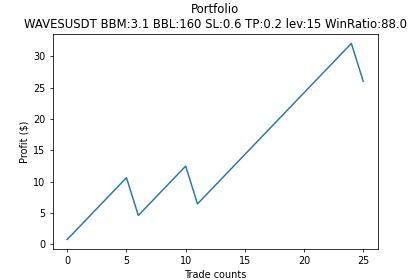 Portfolio
WAVESUSDT BBM:3.1 BBL:160 SL:0.6 TP:0.2 lev:15 WinRatio:88.0
Profit ($)
30
25
20
15
10
5
0
0 5 10 15 20 25
Trade counts